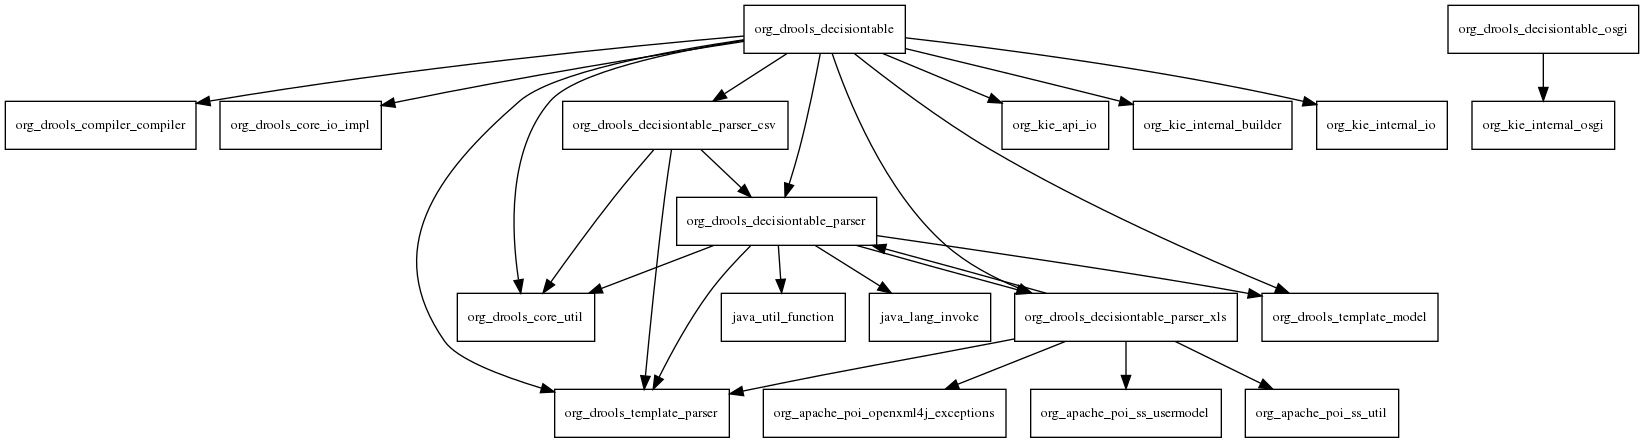 org_drools_decisiontable
org_drools_decisiontable_osgi
org_drools_compiler_compiler
org_drools_core_io_impl
org_drools_decisiontable_parser_csv
org_kie_api_io
org_kie_internal_builder
org_kie_internal_io
org_kie_internal_osgi
org_drools_decisiontable_parser
org_drools_core_util
java_util_function
java_lang_invoke
org_drools_decisiontable_parser_xls
org_drools_template_model
org_drools_template_parser
org_apache_poi_openxml4j_exceptions
org_apache_poi_ss_usermodel
org_apache_poi_ss_util